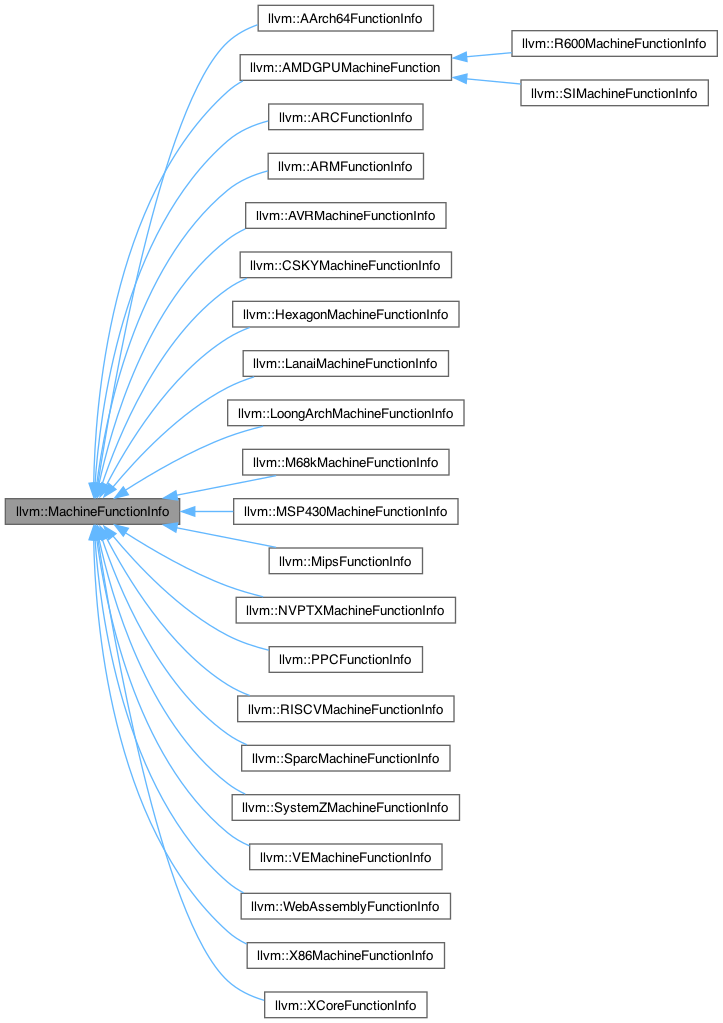 llvm::AArch64FunctionInfo
llvm::R600MachineFunctionInfo
llvm::AMDGPUMachineFunction
llvm::SIMachineFunctionInfo
llvm::ARCFunctionInfo
llvm::ARMFunctionInfo
llvm::AVRMachineFunctionInfo
llvm::CSKYMachineFunctionInfo
llvm::HexagonMachineFunctionInfo
llvm::LanaiMachineFunctionInfo
llvm::LoongArchMachineFunctionInfo
llvm::M68kMachineFunctionInfo
llvm::MachineFunctionInfo
llvm::MSP430MachineFunctionInfo
llvm::MipsFunctionInfo
llvm::NVPTXMachineFunctionInfo
llvm::PPCFunctionInfo
llvm::RISCVMachineFunctionInfo
llvm::SparcMachineFunctionInfo
llvm::SystemZMachineFunctionInfo
llvm::VEMachineFunctionInfo
llvm::WebAssemblyFunctionInfo
llvm::X86MachineFunctionInfo
llvm::XCoreFunctionInfo